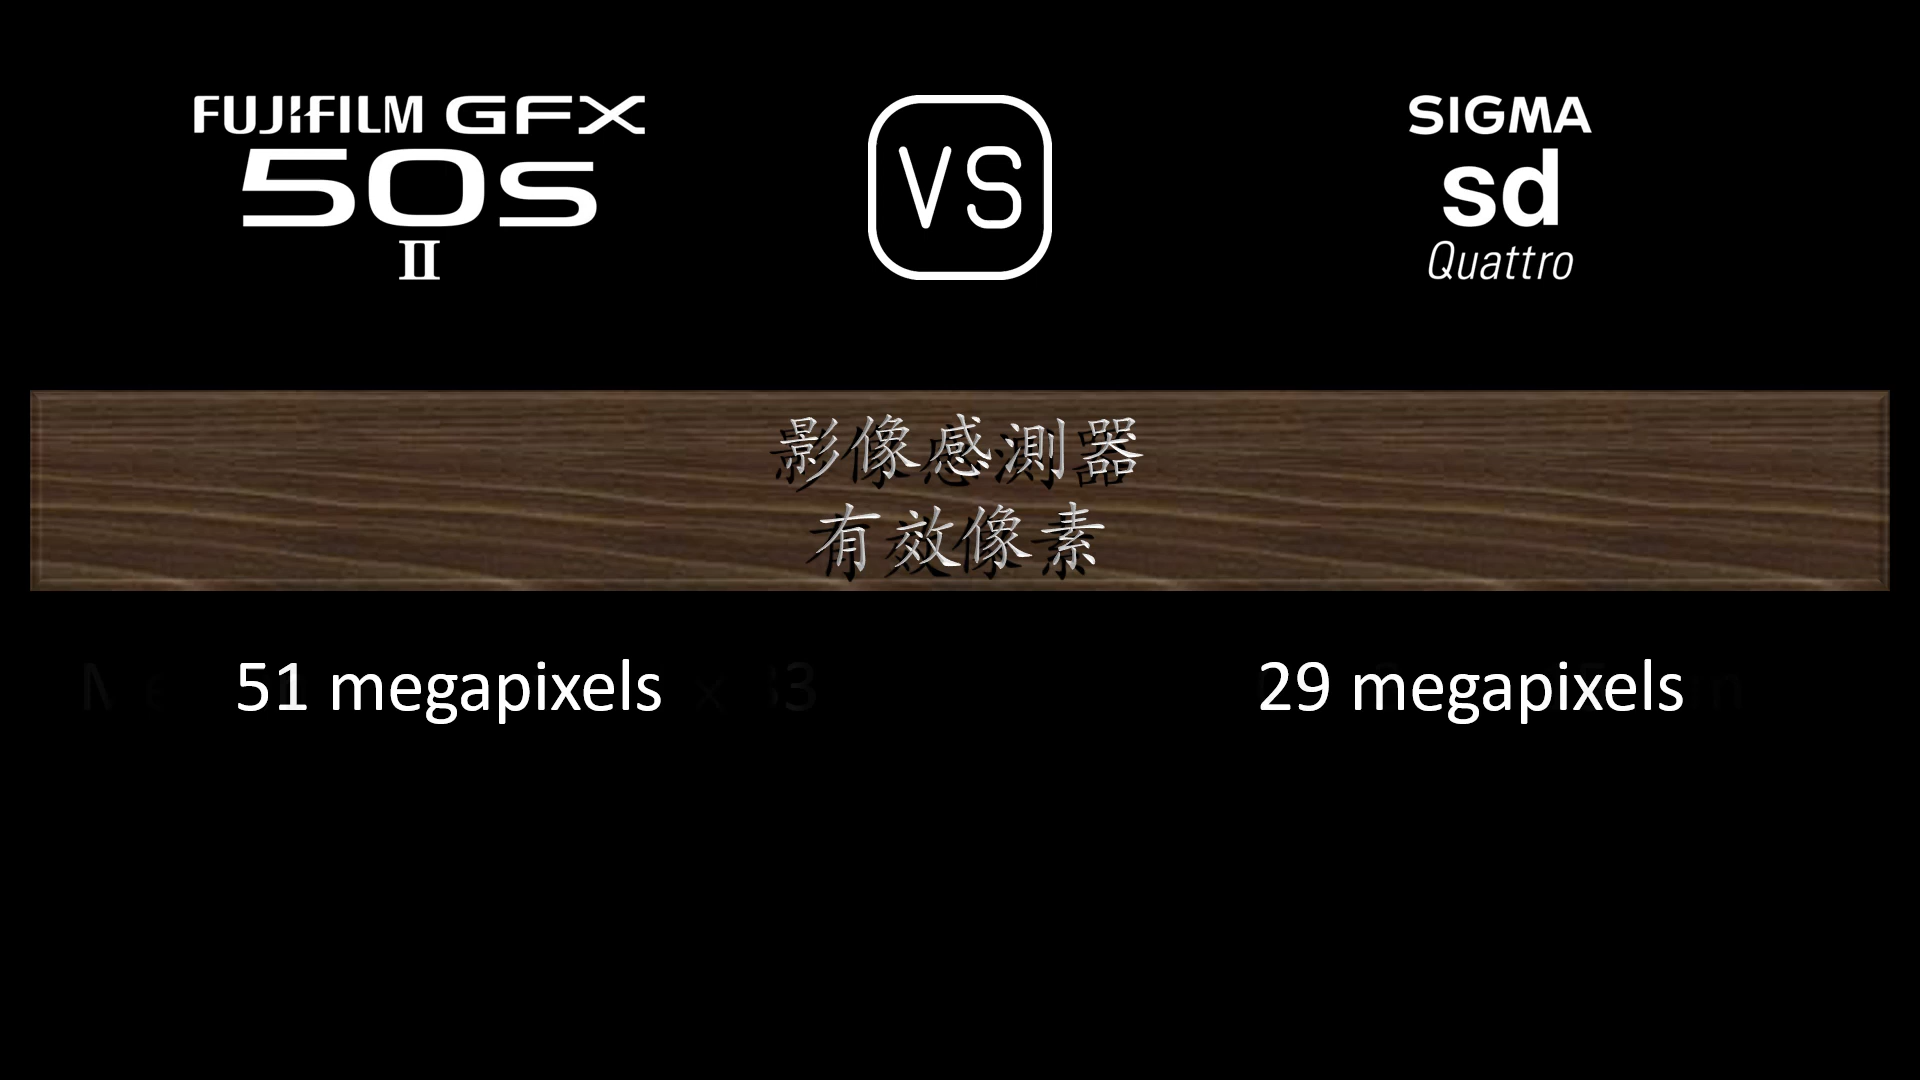 FUJIFILM GFX
50S
II
VS
SIGMA
sd
Quattro
影像感測器
有效像素
51 megapixels
29 megapixels